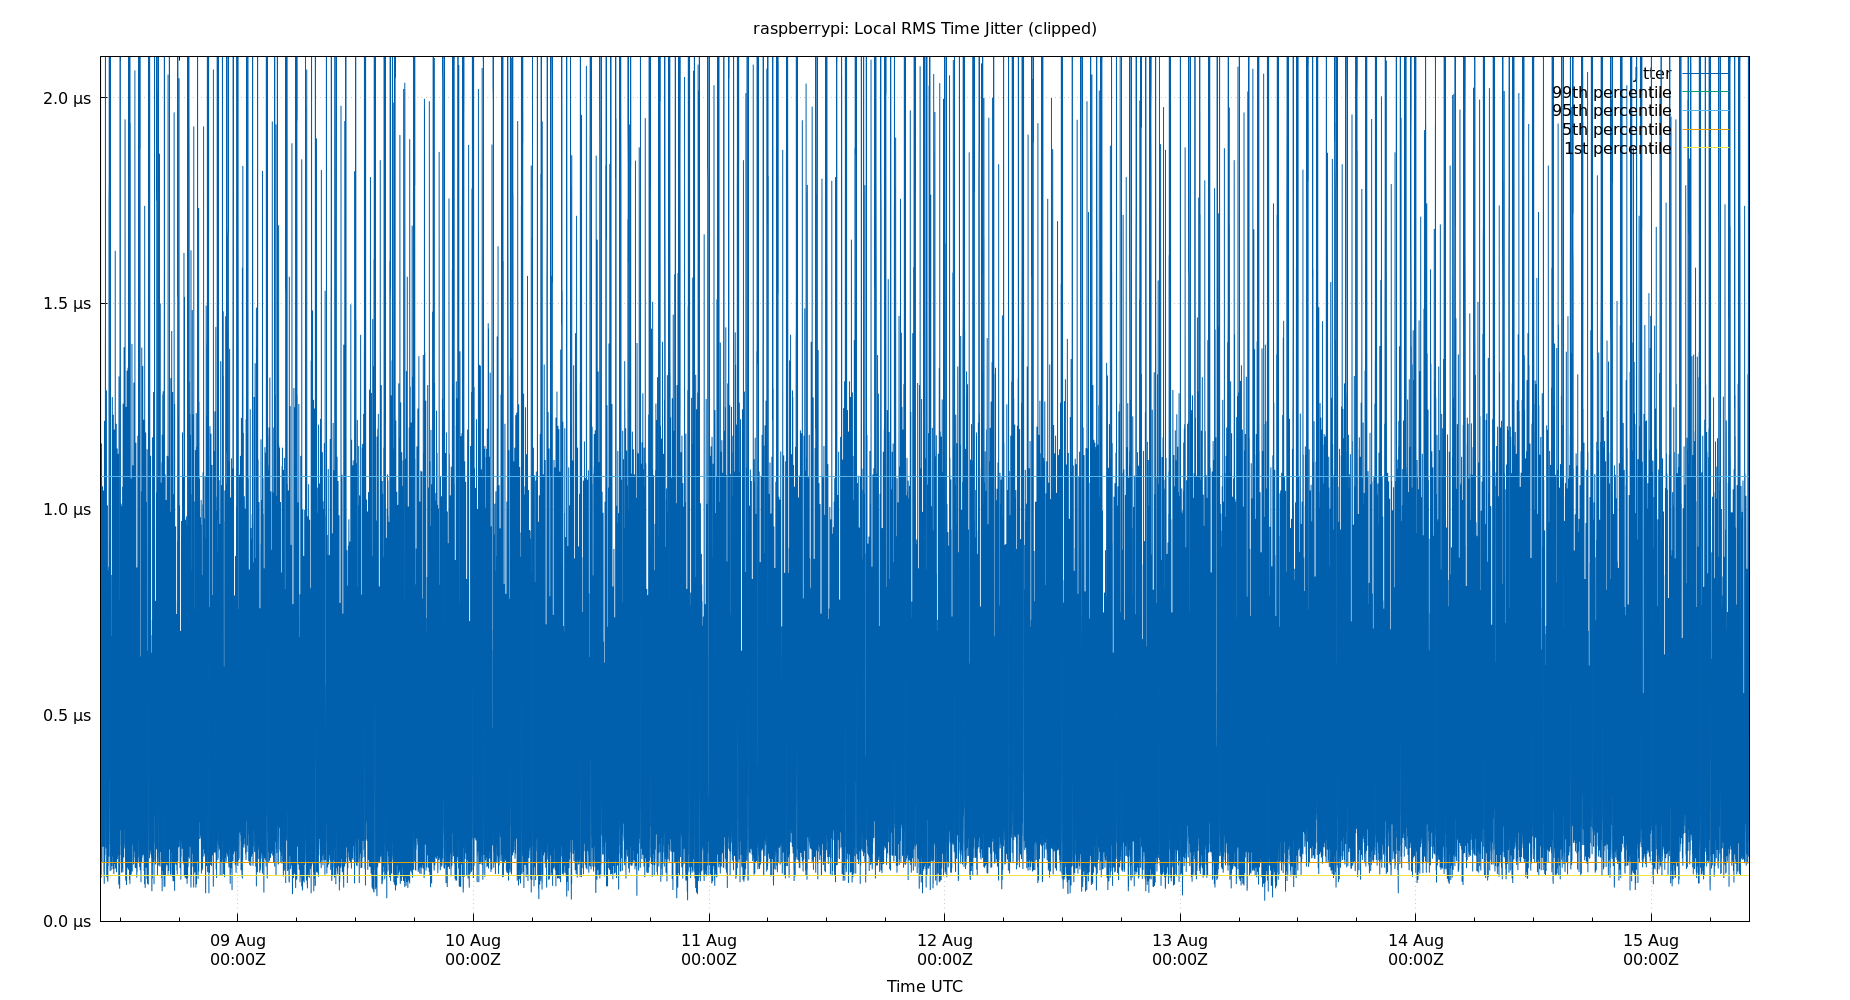 raspberrypi: Local RMS Time Jitter (clipped)
2.0 µs
1.5 µs
1.0 µs
0.5 µs
0.0 µs
Jitter
99th percentile
95th percentile
5th percentile
1st percentile
09 Aug
00:00Z
10 Aug
00:00Z
11 Aug
00:00Z
12 Aug
00:00Z
13 Aug
00:00Z
14 Aug
00:00Z
15 Aug
00:00Z
Time UTC